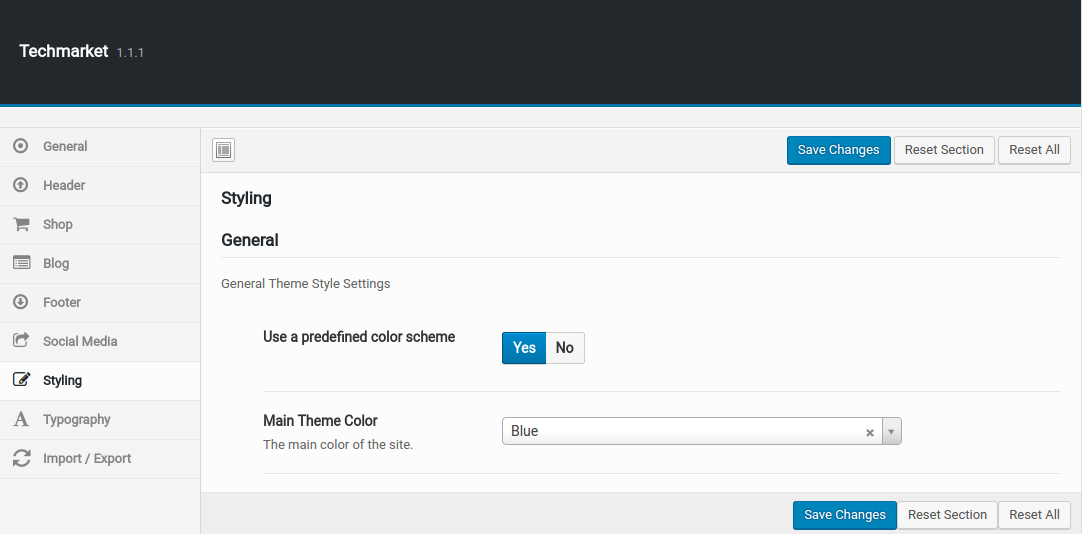 Techmarket 1.1.1
General
Header
Shop
Blog
Footer
Social Media
Styling
Typography
Import / Export
Save Changes Reset Section Reset All
Styling
General
General Theme Style Settings
Use a predefined color scheme Yes No
Main Theme Color
The main color of the site.
Blue
Save Changes Reset Section Reset All